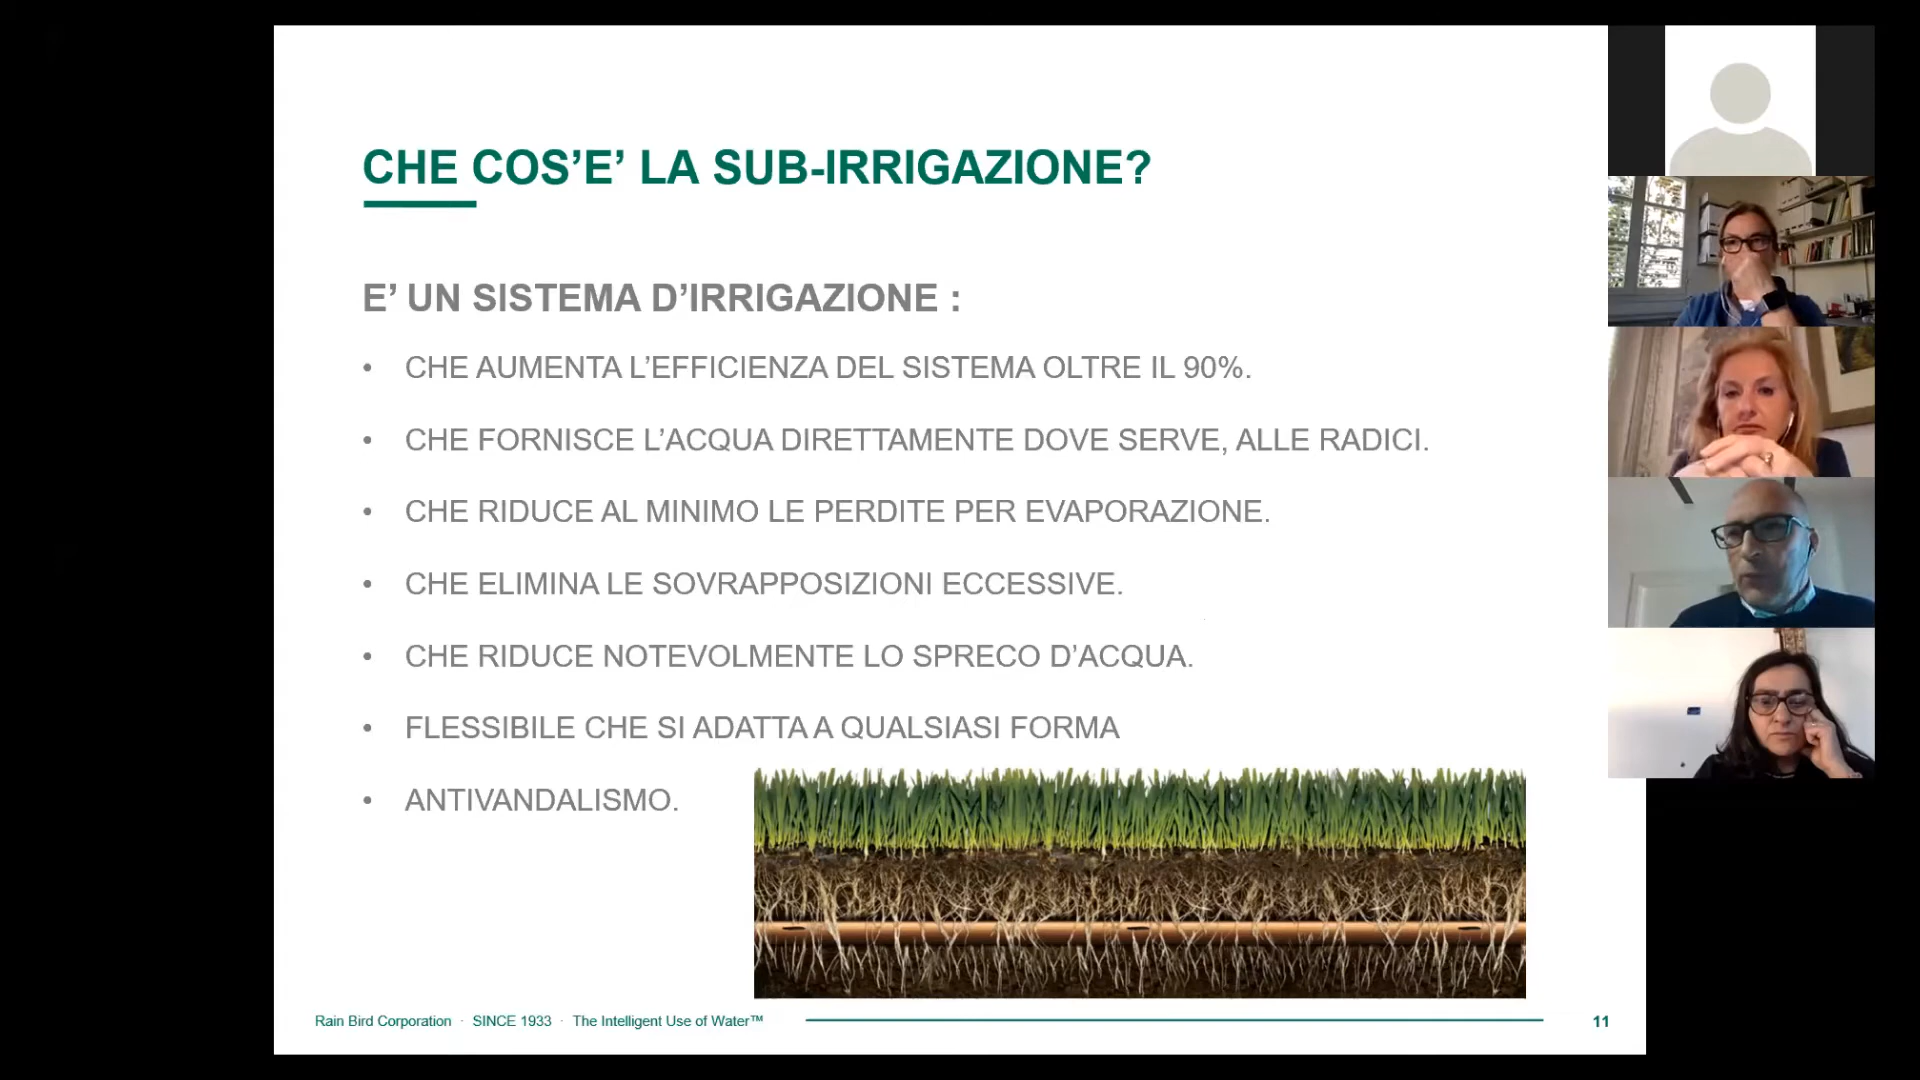 CHE COS’E’ LA SUB-IRRIGAZIONE?
E’ UN SISTEMA D’IRRIGAZIONE :
• CHE AUMENTA L’EFFICIENZA DEL SISTEMA OLTRE IL 90%.
• CHE FORNISCE L’ACQUA DIRETTAMENTE DOVE SERVE, ALLE RADICI.
• CHE RIDUCE AL MINIMO LE PERDITE PER EVAPORAZIONE.
• CHE ELIMINA LE SOVRAPPOSIZIONI ECCESSIVE.
• CHE RIDUCE NOTEVOLMENTE LO SPRECO D’ACQUA.
• FLESSIBILE CHE SI ADATTA A QUALSIASI FORMA
• ANTIVANDALISMO.
Rain Bird Corporation · SINCE 1933 · The Intelligent Use of Water™ 11